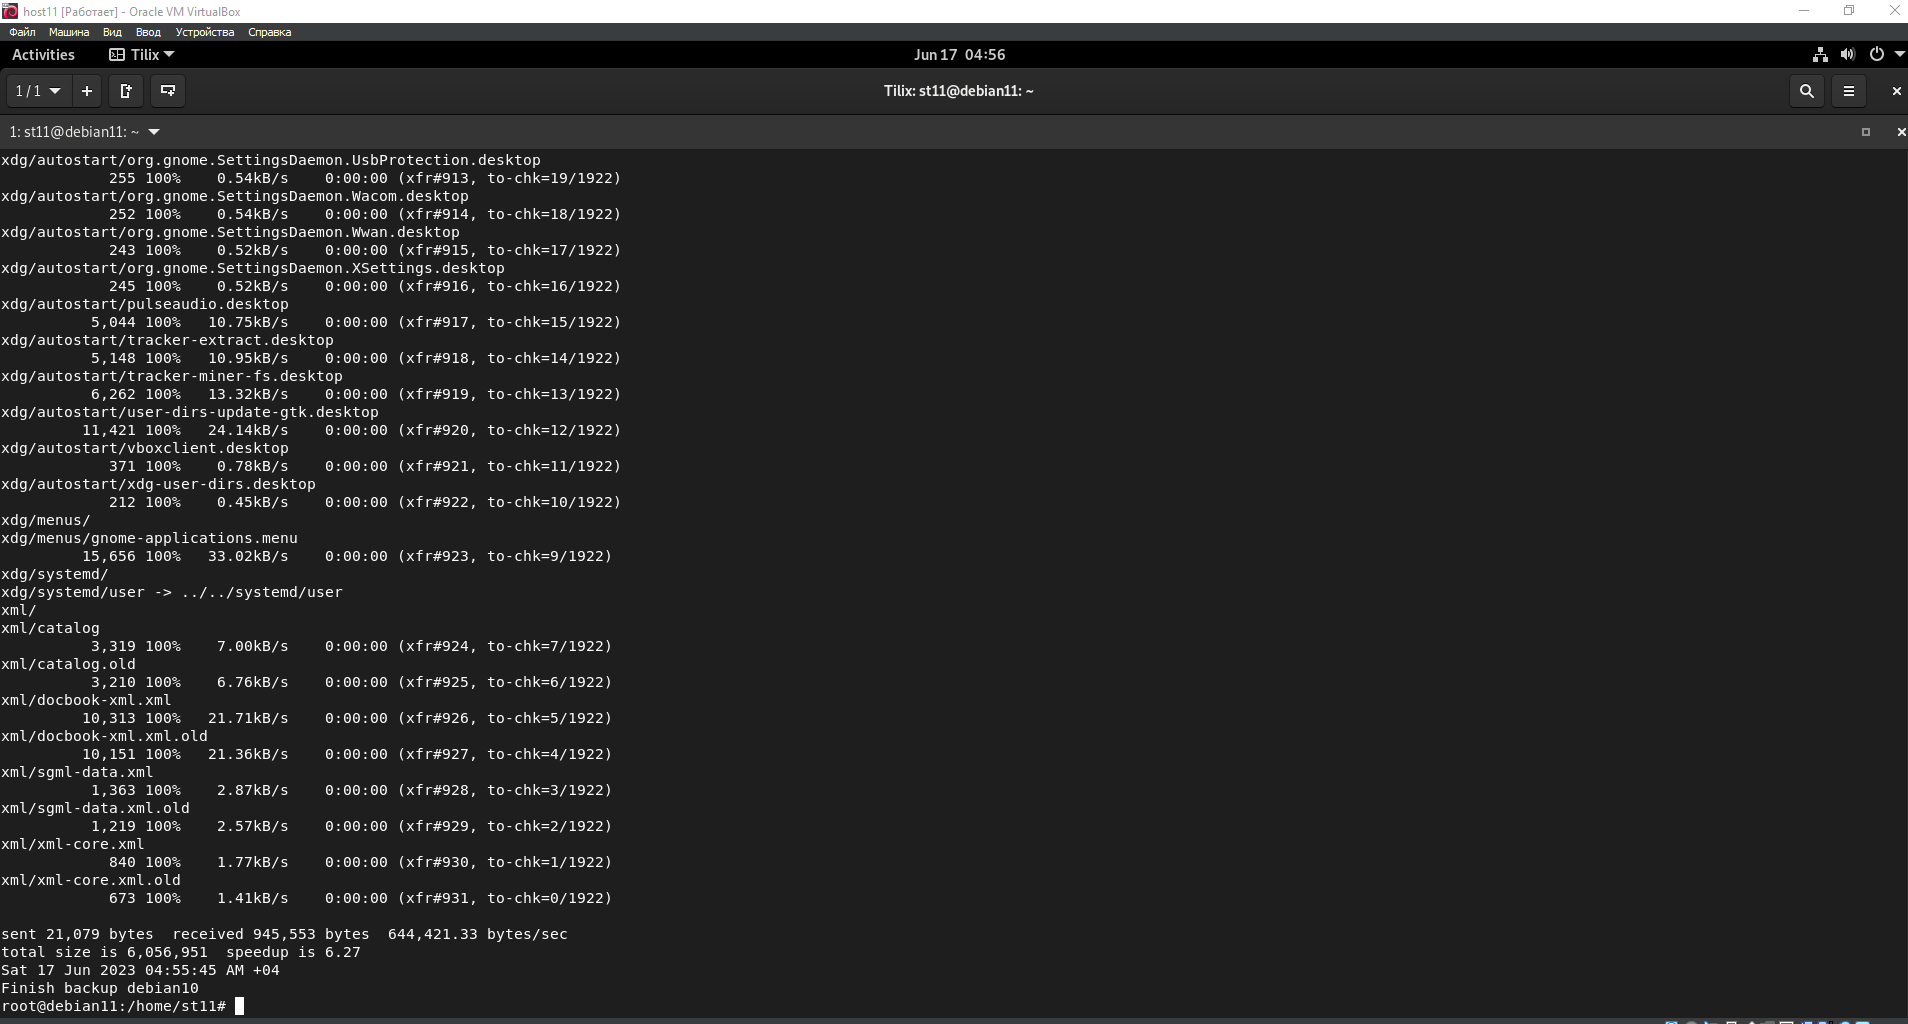 host11 [Работает] - Oracle VM VirtualBox
Файл Машина Вид Ввод Устройства Справка
Activities Tilix Jun 17 04:56
1 / 1 Tilix: st11@debian11: ~
1: st11@debian11: ~
xdg/autostart/org.gnome.SettingsDaemon.UsbProtection.desktop
255 100% 0.54kB/s 0:00:00 (xfr#913, to-chk=19/1922)
xdg/autostart/org.gnome.SettingsDaemon.Wacom.desktop
252 100% 0.54kB/s 0:00:00 (xfr#914, to-chk=18/1922)
xdg/autostart/org.gnome.SettingsDaemon.Wwan.desktop
243 100% 0.52kB/s 0:00:00 (xfr#915, to-chk=17/1922)
xdg/autostart/org.gnome.SettingsDaemon.XSettings.desktop
245 100% 0.52kB/s 0:00:00 (xfr#916, to-chk=16/1922)
xdg/autostart/pulseaudio.desktop
5,044 100% 10.75kB/s 0:00:00 (xfr#917, to-chk=15/1922)
xdg/autostart/tracker-extract.desktop
5,148 100% 10.95kB/s 0:00:00 (xfr#918, to-chk=14/1922)
xdg/autostart/tracker-miner-fs.desktop
6,262 100% 13.32kB/s 0:00:00 (xfr#919, to-chk=13/1922)
xdg/autostart/user-dirs-update-gtk.desktop
11,421 100% 24.14kB/s 0:00:00 (xfr#920, to-chk=12/1922)
xdg/autostart/vboxclient.desktop
371 100% 0.78kB/s 0:00:00 (xfr#921, to-chk=11/1922)
xdg/autostart/xdg-user-dirs.desktop
212 100% 0.45kB/s 0:00:00 (xfr#922, to-chk=10/1922)
xdg/menus/
xdg/menus/gnome-applications.menu
15,656 100% 33.02kB/s 0:00:00 (xfr#923, to-chk=9/1922)
xdg/systemd/
xdg/systemd/user -> ../../systemd/user
xml/
xml/catalog
3,319 100% 7.00kB/s 0:00:00 (xfr#924, to-chk=7/1922)
xml/catalog.old
3,210 100% 6.76kB/s 0:00:00 (xfr#925, to-chk=6/1922)
xml/docbook-xml.xml
10,313 100% 21.71kB/s 0:00:00 (xfr#926, to-chk=5/1922)
xml/docbook-xml.xml.old
10,151 100% 21.36kB/s 0:00:00 (xfr#927, to-chk=4/1922)
xml/sgml-data.xml
1,363 100% 2.87kB/s 0:00:00 (xfr#928, to-chk=3/1922)
xml/sgml-data.xml.old
1,219 100% 2.57kB/s 0:00:00 (xfr#929, to-chk=2/1922)
xml/xml-core.xml
840 100% 1.77kB/s 0:00:00 (xfr#930, to-chk=1/1922)
xml/xml-core.xml.old
673 100% 1.41kB/s 0:00:00 (xfr#931, to-chk=0/1922)
sent 21,079 bytes received 945,553 bytes 644,421.33 bytes/sec
total size is 6,056,951 speedup is 6.27
Sat 17 Jun 2023 04:55:45 AM +04
Finish backup debian10
root@debian11:/home/st11#